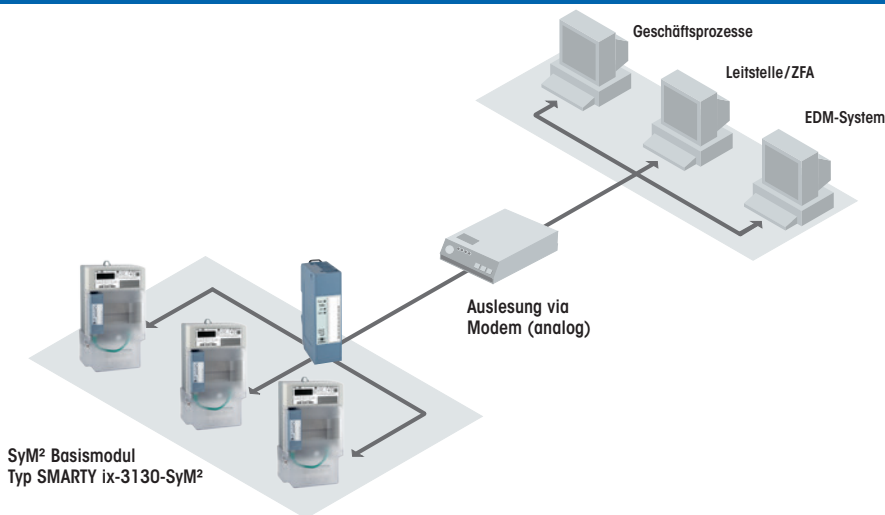 Geschäftsprozesse
Leitstelle/ZFA
EDM-System
Auslesung via
Modem (analog)
SyM² Basismodul
Typ SMARTY ix-3130-SyM²